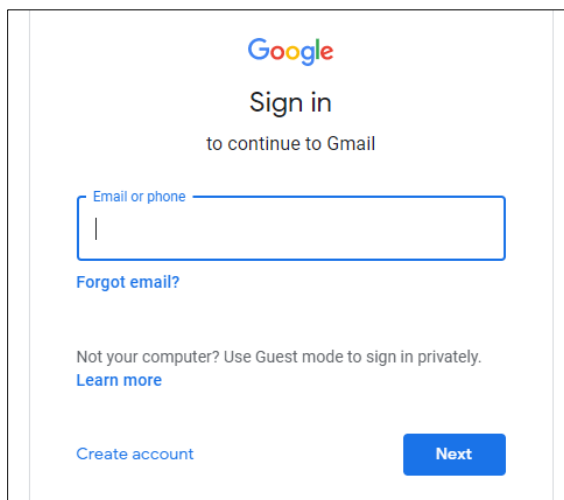 Google
Sign in
to continue to Gmail
Email or phone
Forgot email?
Not your computer? Use Guest mode to sign in privately.
Learn more
Create account
Next